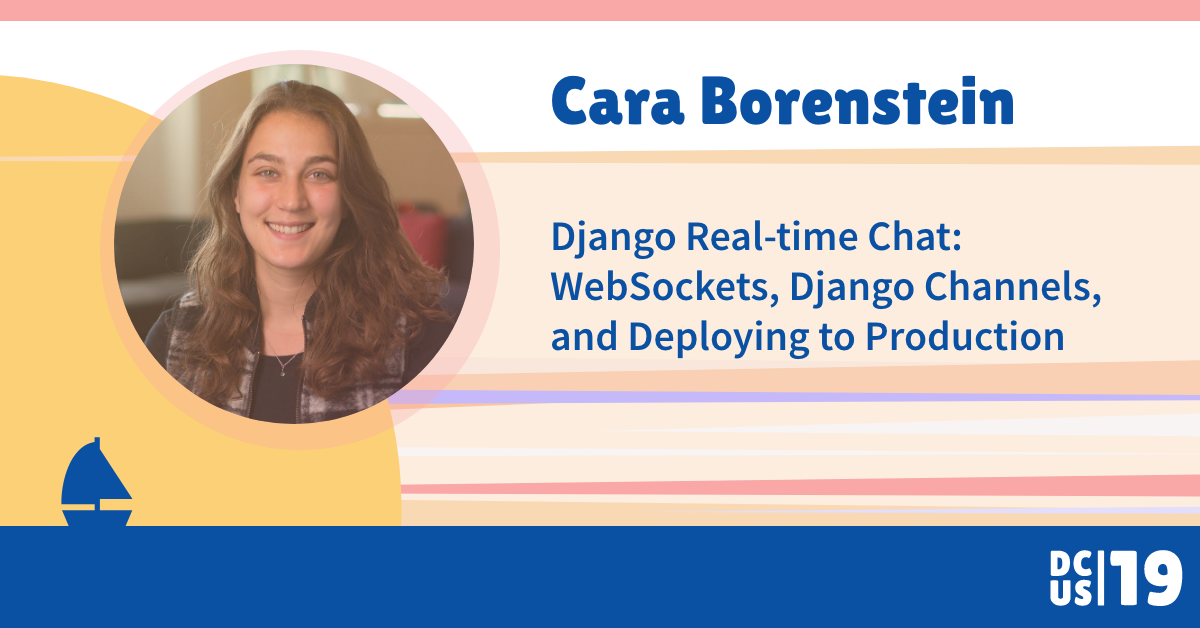 Cara Borenstein
Django Real-time Chat:
WebSockets, Django Channels,
and Deploying to Production
DC
US
19